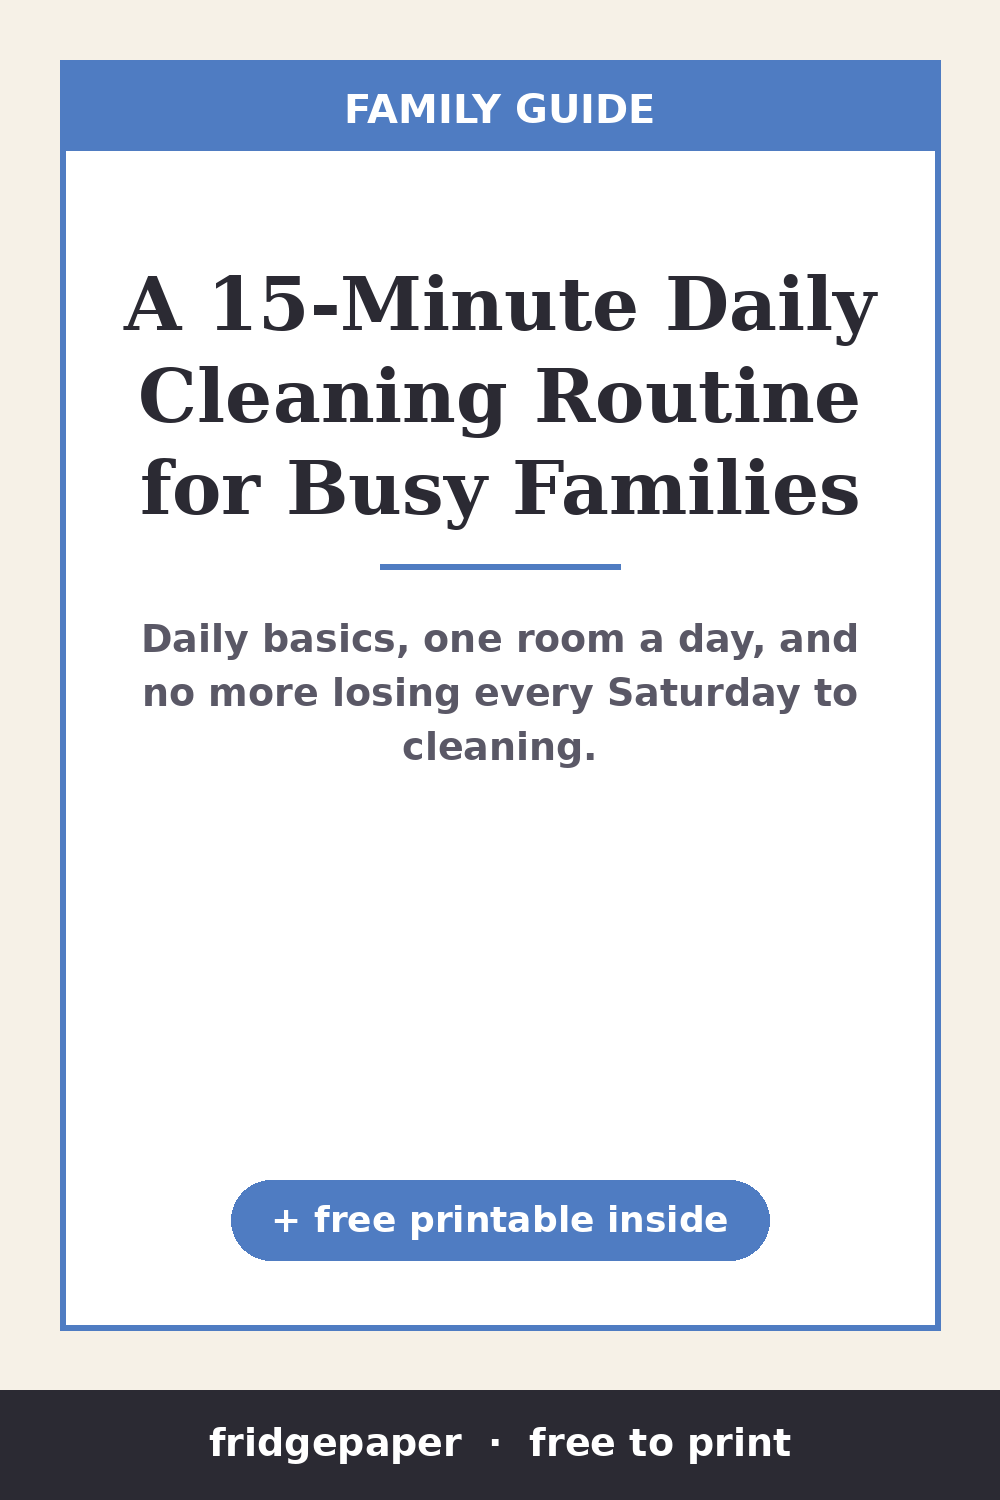 FAMILY GUIDE
A 15-Minute Daily
Cleaning Routine
for Busy Families
Daily basics, one room a day, and
no more losing every Saturday to
cleaning.
+ free printable inside
fridgepaper · free to print